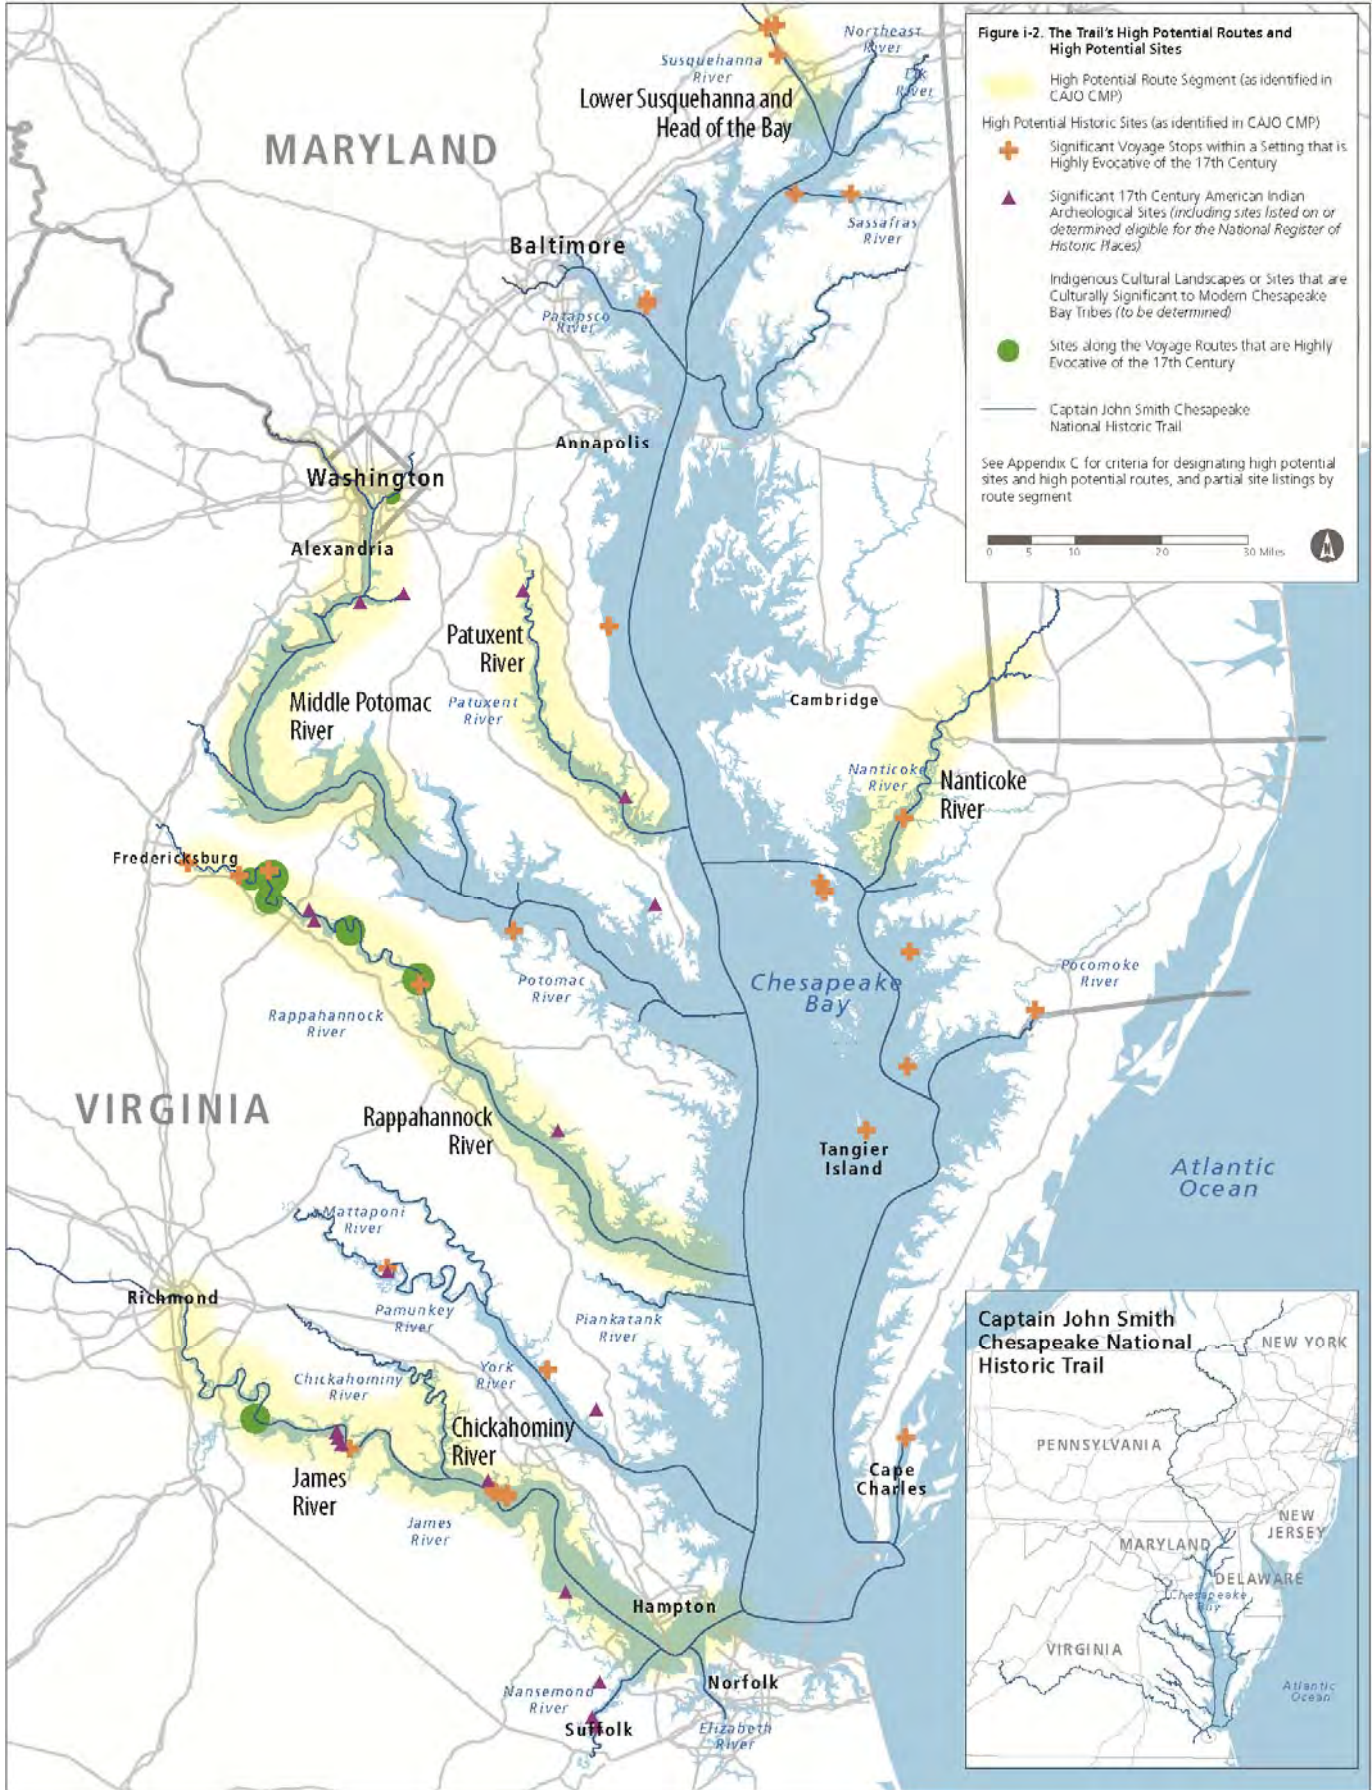 Figure i-2. The Trail's High Potential Routes and
High Potential Sites
High Potential Route Segment (as identified in
CAJO CMP)
High Potential Historic Sites (as identified in CAJO CMP)
Significant Voyage Stops within a Setting that is
Highly Evocative of the 17th Century
Significant 17th Century American Indian
Archeological Sites (including sites listed on or
determined eligible for the National Register of
Historic Places)
Indigenous Cultural Landscapes or Sites that are
Culturally Significant to Modern Chesapeake
Bay Tribes (to be determined)
Sites along the Voyage Routes that are Highly
Evocative of the 17th Century
Captain John Smith Chesapeake
National Historic Trail
See Appendix C for criteria for designating high potential
sites and high potential routes, and partial site listings by
route segment
0 5 10 20 30 Miles
N
Northeast
River
Susquehanna
River
Elk
River
Lower Susquehanna and
Head of the Bay
MARYLAND
Sassafras
River
Baltimore
Patapsco
River
Annapolis
Washington
Alexandria
Patuxent
River
Middle Potomac
River
Patuxent
River
Cambridge
Nanticoke
River
Nanticoke
River
Fredericksburg
Potomac
River
Chesapeake
Bay
Pocomoke
River
Rappahannock
River
VIRGINIA
Rappahannock
River
Tangier
Island
Atlantic
Ocean
Mattaponi
River
Richmond
Pamunkey
River
Piankatank
River
Chickahominy
River
York
River
Chickahominy
River
James
River
James
River
Cape
Charles
Hampton
Nansemond
River
Norfolk
Suffolk
Elizabeth
River
Captain John Smith
Chesapeake National
Historic Trail
NEW YORK
PENNSYLVANIA
NEW
JERSEY
MARYLAND
DELAWARE
Chesapeake
Bay
VIRGINIA
Atlantic
Ocean